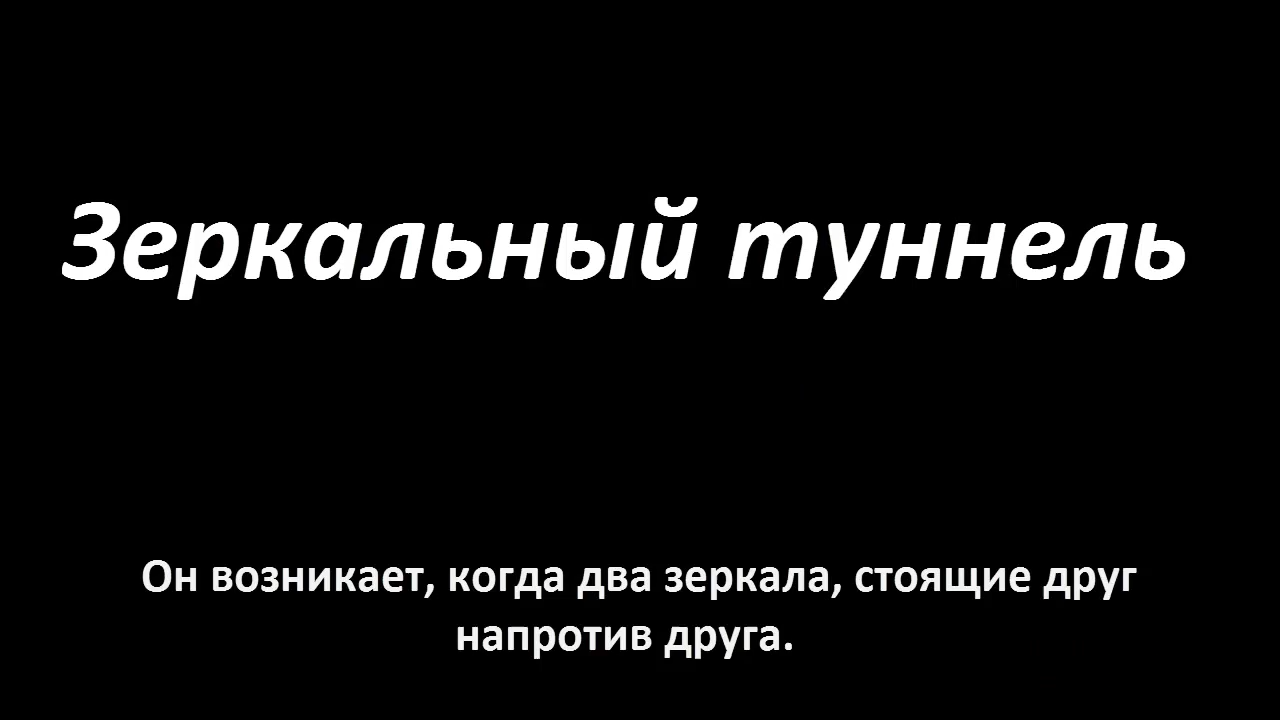 Зеркальный туннель
Он возникает, когда два зеркала, стоящие друг
напротив друга.